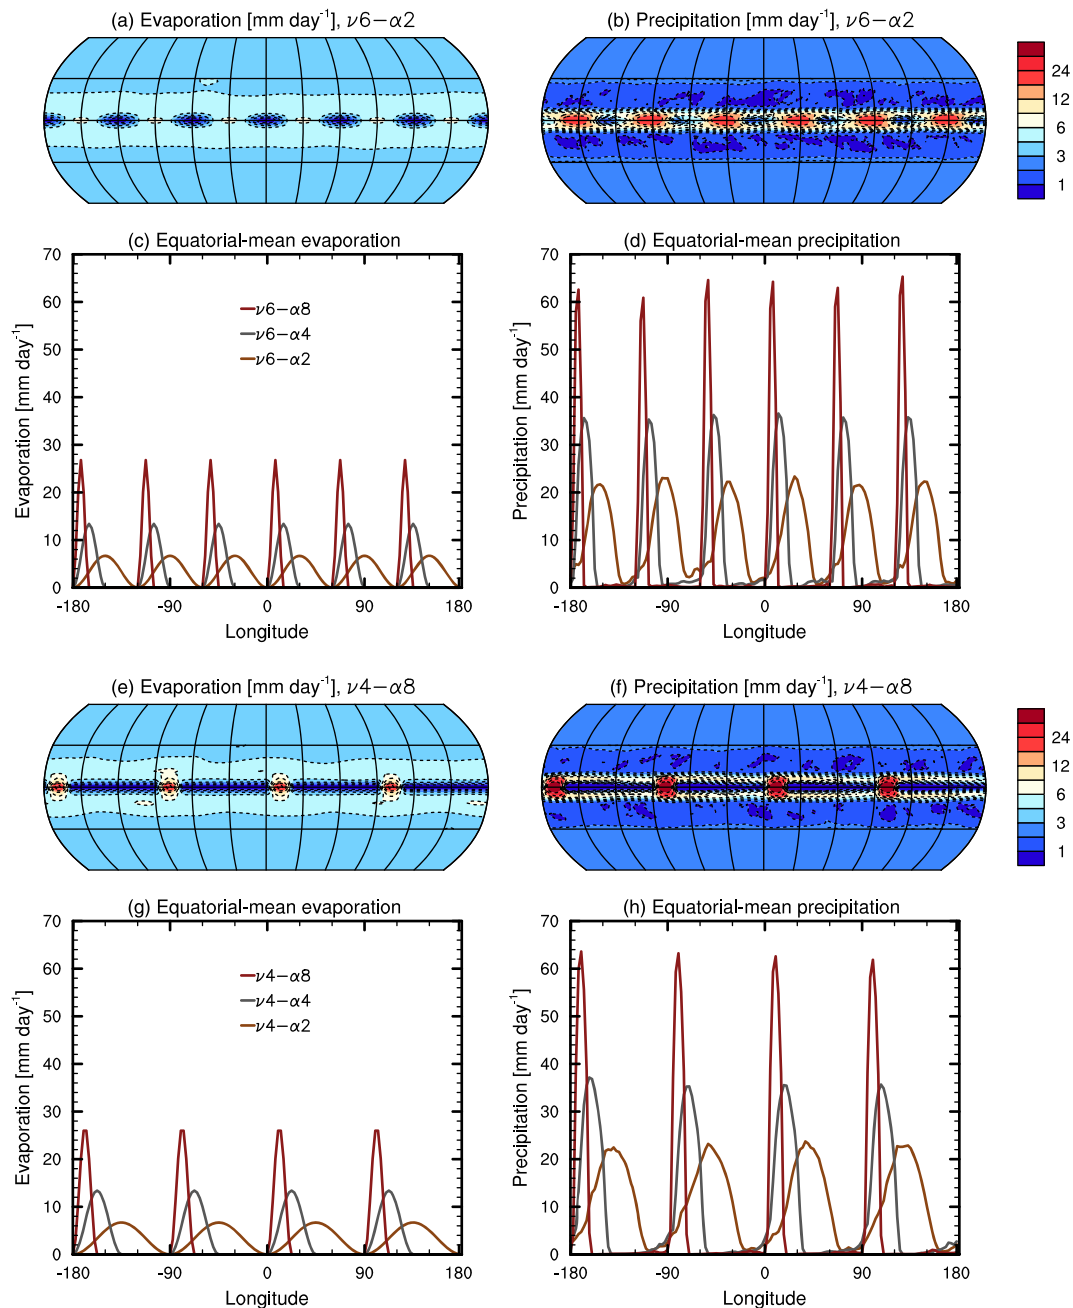 (a) Evaporation [mm day⁻¹], ν6−α2
(b) Precipitation [mm day⁻¹], ν6−α2
24
12
6
3
1
(c) Equatorial-mean evaporation
(d) Equatorial-mean precipitation
Evaporation [mm day⁻¹]
70
60
50
40
30
20
10
0
-180
-90
0
90
180
Longitude
ν6−α8
ν6−α4
ν6−α2
Precipitation [mm day⁻¹]
70
60
50
40
30
20
10
0
-180
-90
0
90
180
Longitude
(e) Evaporation [mm day⁻¹], ν4−α8
(f) Precipitation [mm day⁻¹], ν4−α8
24
12
6
3
1
(g) Equatorial-mean evaporation
(h) Equatorial-mean precipitation
Evaporation [mm day⁻¹]
70
60
50
40
30
20
10
0
-180
-90
0
90
180
Longitude
ν4−α8
ν4−α4
ν4−α2
Precipitation [mm day⁻¹]
70
60
50
40
30
20
10
0
-180
-90
0
90
180
Longitude